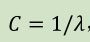 C = 1/λ,